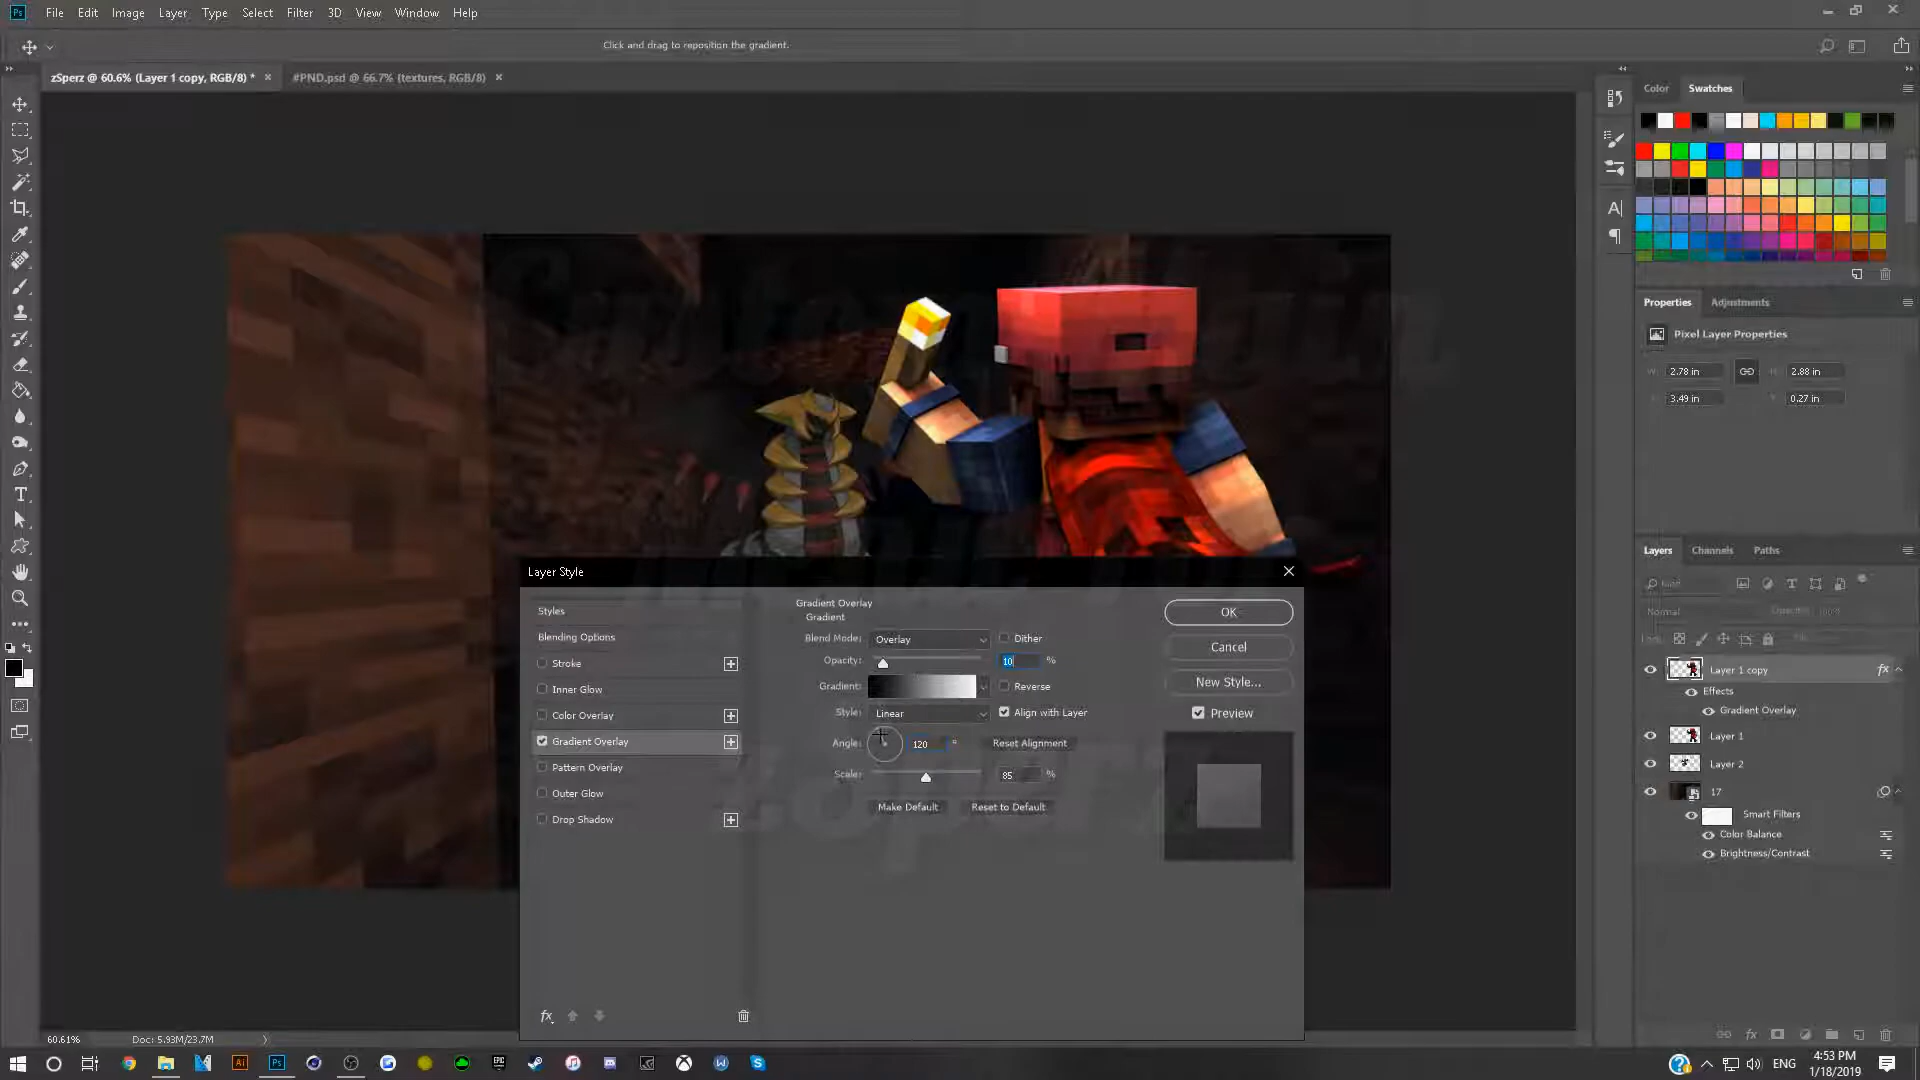 Ps File Edit Image Layer Type Select Filter 3D View Window Help
Click and drag to reposition the gradient.
zSperz @ 60.6% (Layer 1 copy, RGB/8) *
#PND.psd @ 66.7% (textures, RGB/8)
Color Swatches
Properties Adjustments
Pixel Layer Properties
W: 2.78 in H: 2.88 in
3.49 in 0.27 in
Layers Channels Paths
Normal
Layer 1 copy fx
Effects
Gradient Overlay
Layer 1
Layer 2
17
Smart Filters
Color Balance
Brightness/Contrast
Layer Style
Styles
Blending Options
Stroke
Inner Glow
Color Overlay
Gradient Overlay
Pattern Overlay
Outer Glow
Drop Shadow
fx
Gradient Overlay
Gradient
Blend Mode: Overlay Dither
Opacity: 10 %
Gradient: Reverse
Style: Linear Align with Layer
Angle: 120 ° Reset Alignment
Scale: 85 %
Make Default Reset to Default
OK
Cancel
New Style...
Preview
60.61% Doc: 5.93M/23.7M
Ai Ps EPIC ENG
4:53 PM
1/18/2019